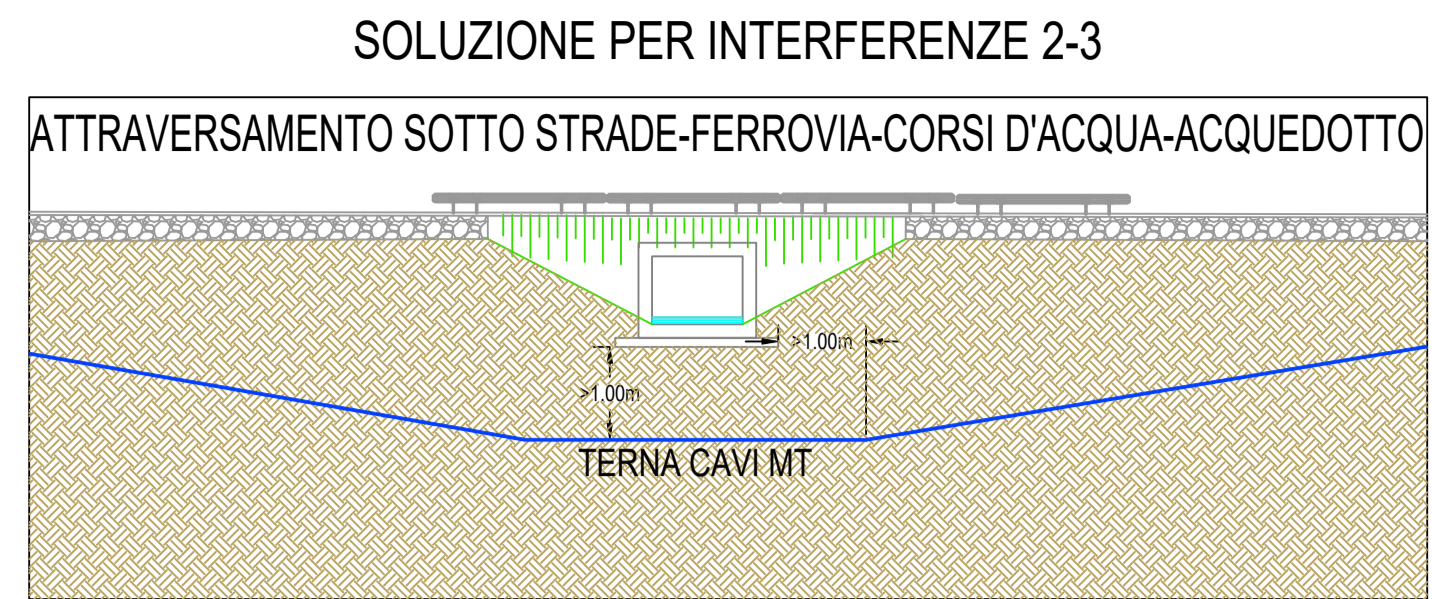 SOLUZIONE PER INTERFERENZE 2-3
ATTRAVERSAMENTO SOTTO STRADE-FERROVIA-CORSI D'ACQUA-ACQUEDOTTO
>1.00m
>1.00m
TERNA CAVI MT